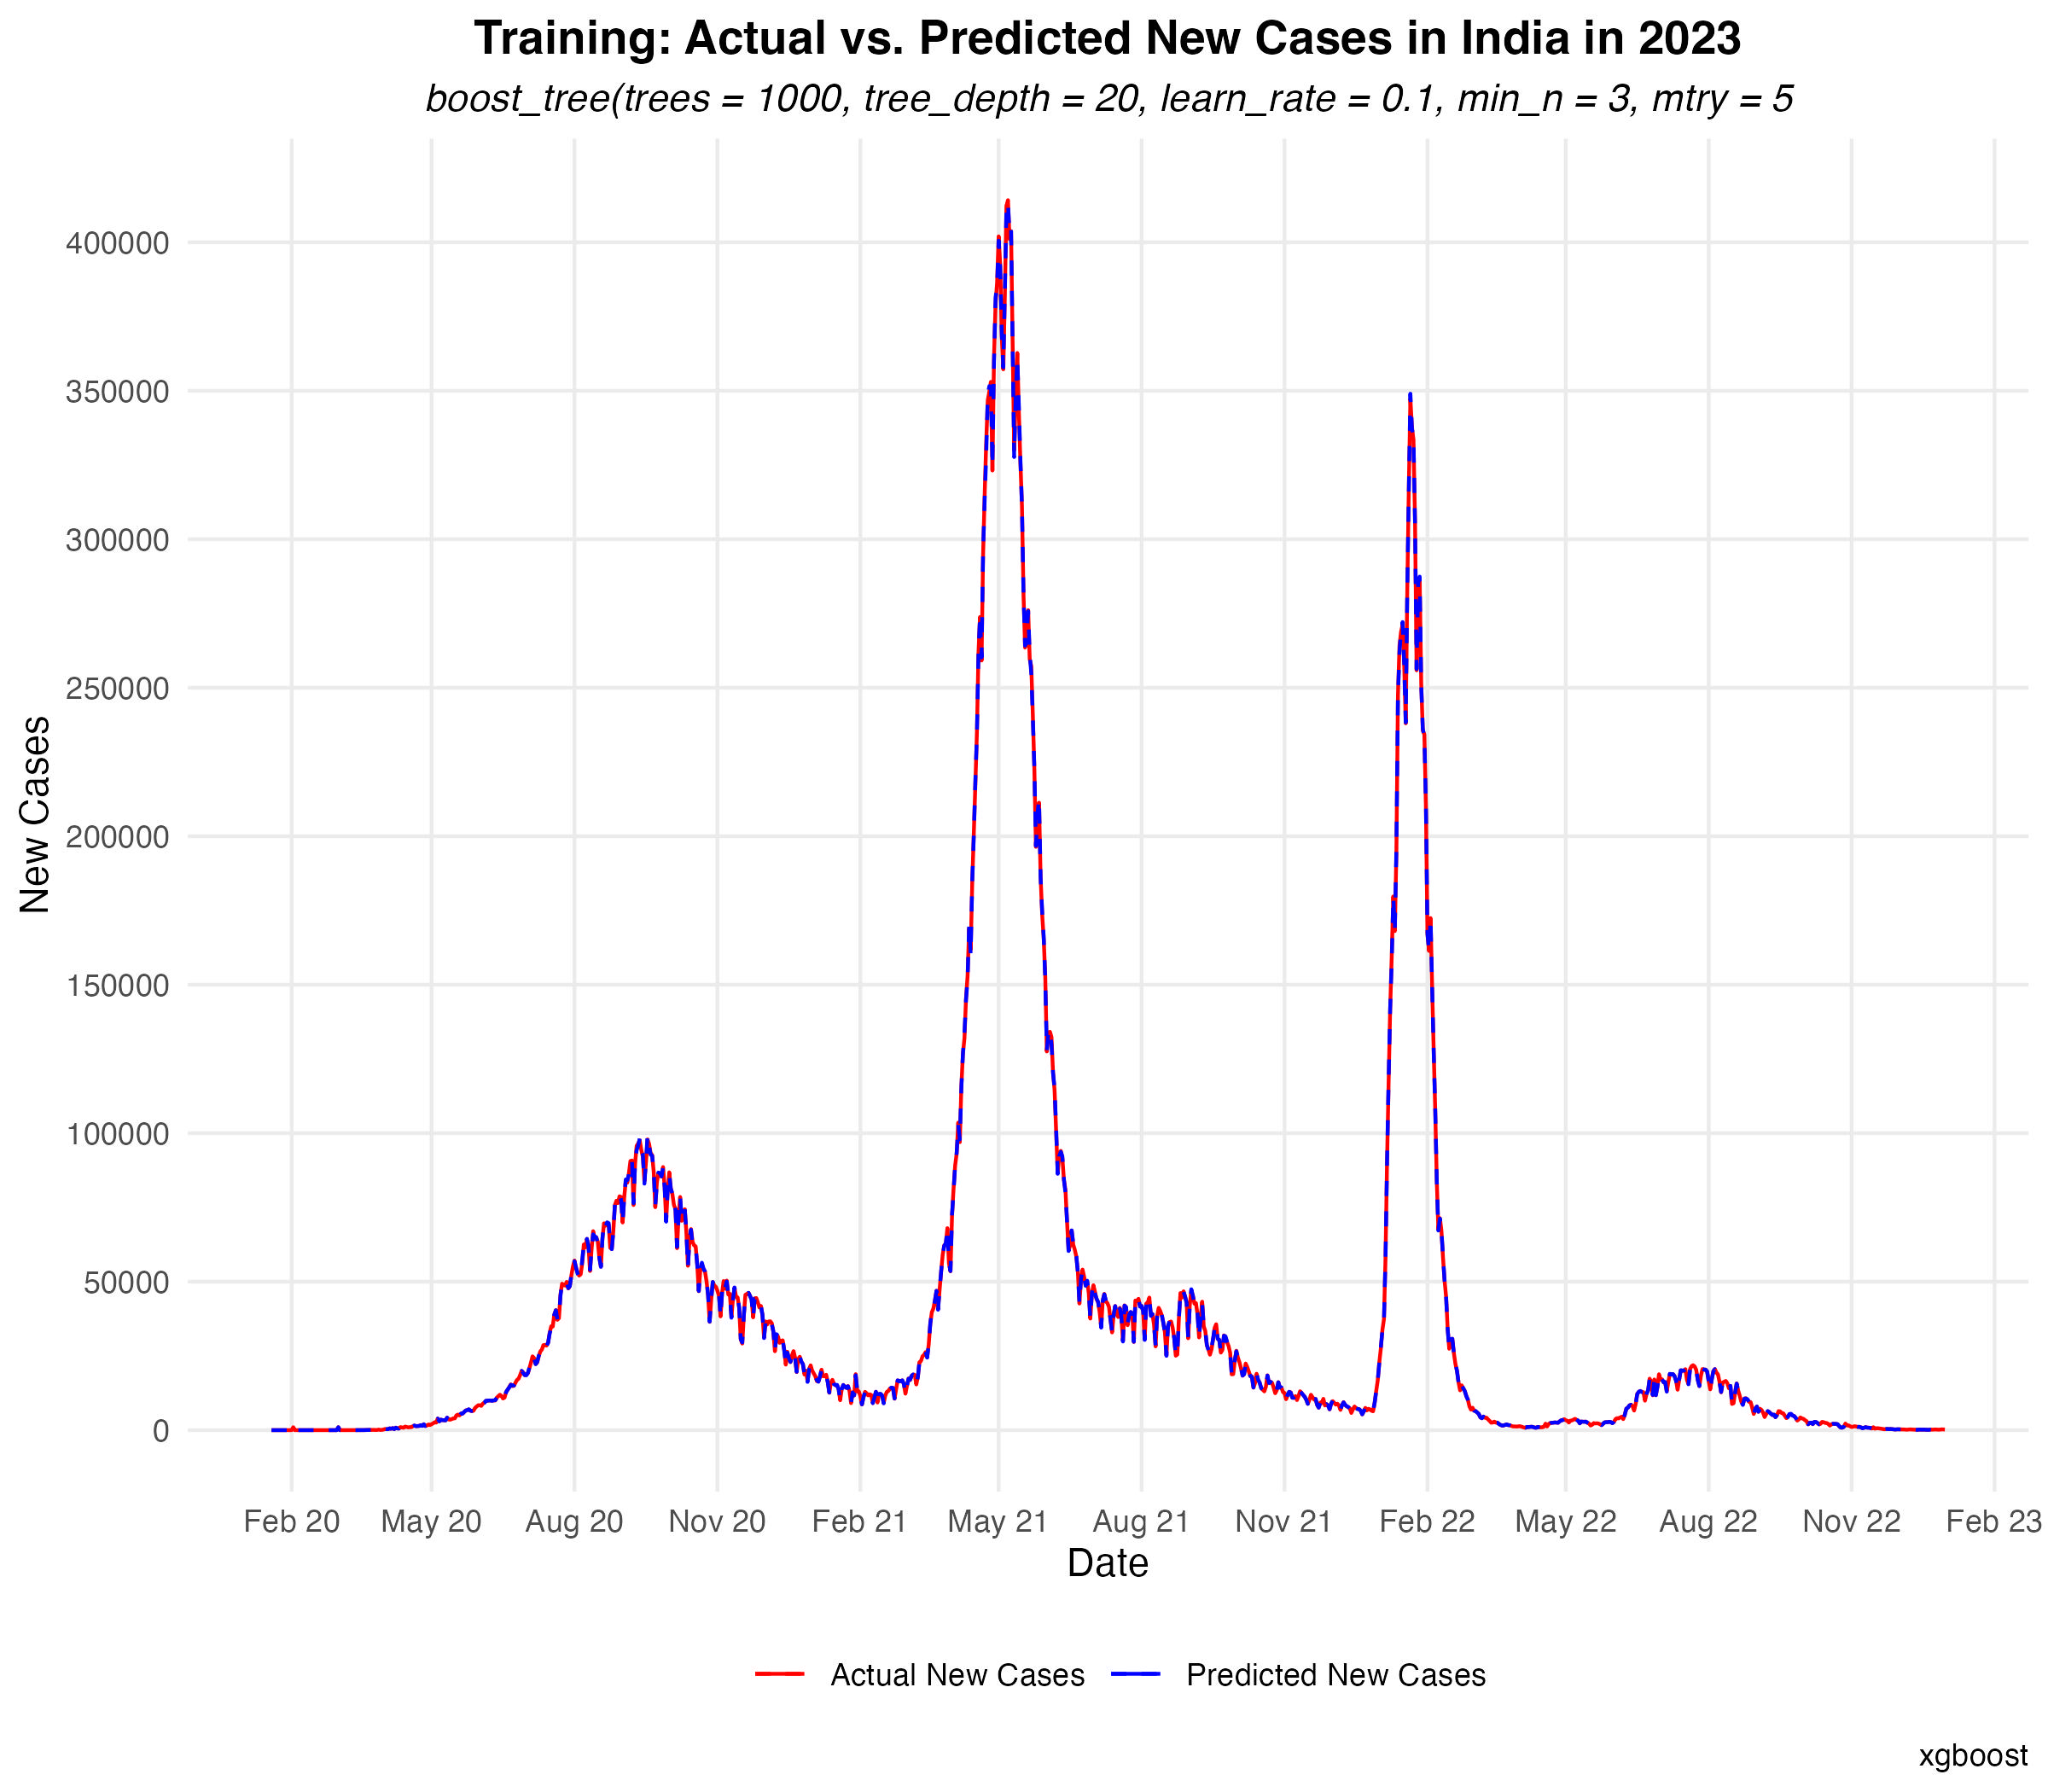 Training: Actual vs. Predicted New Cases in India in 2023
boost_tree(trees = 1000, tree_depth = 20, learn_rate = 0.1, min_n = 3, mtry = 5
New Cases
400000
350000
300000
250000
200000
150000
100000
50000
0
Feb 20 May 20 Aug 20 Nov 20 Feb 21 May 21 Aug 21 Nov 21 Feb 22 May 22 Aug 22 Nov 22 Feb 23
Date
Actual New Cases Predicted New Cases
xgboost